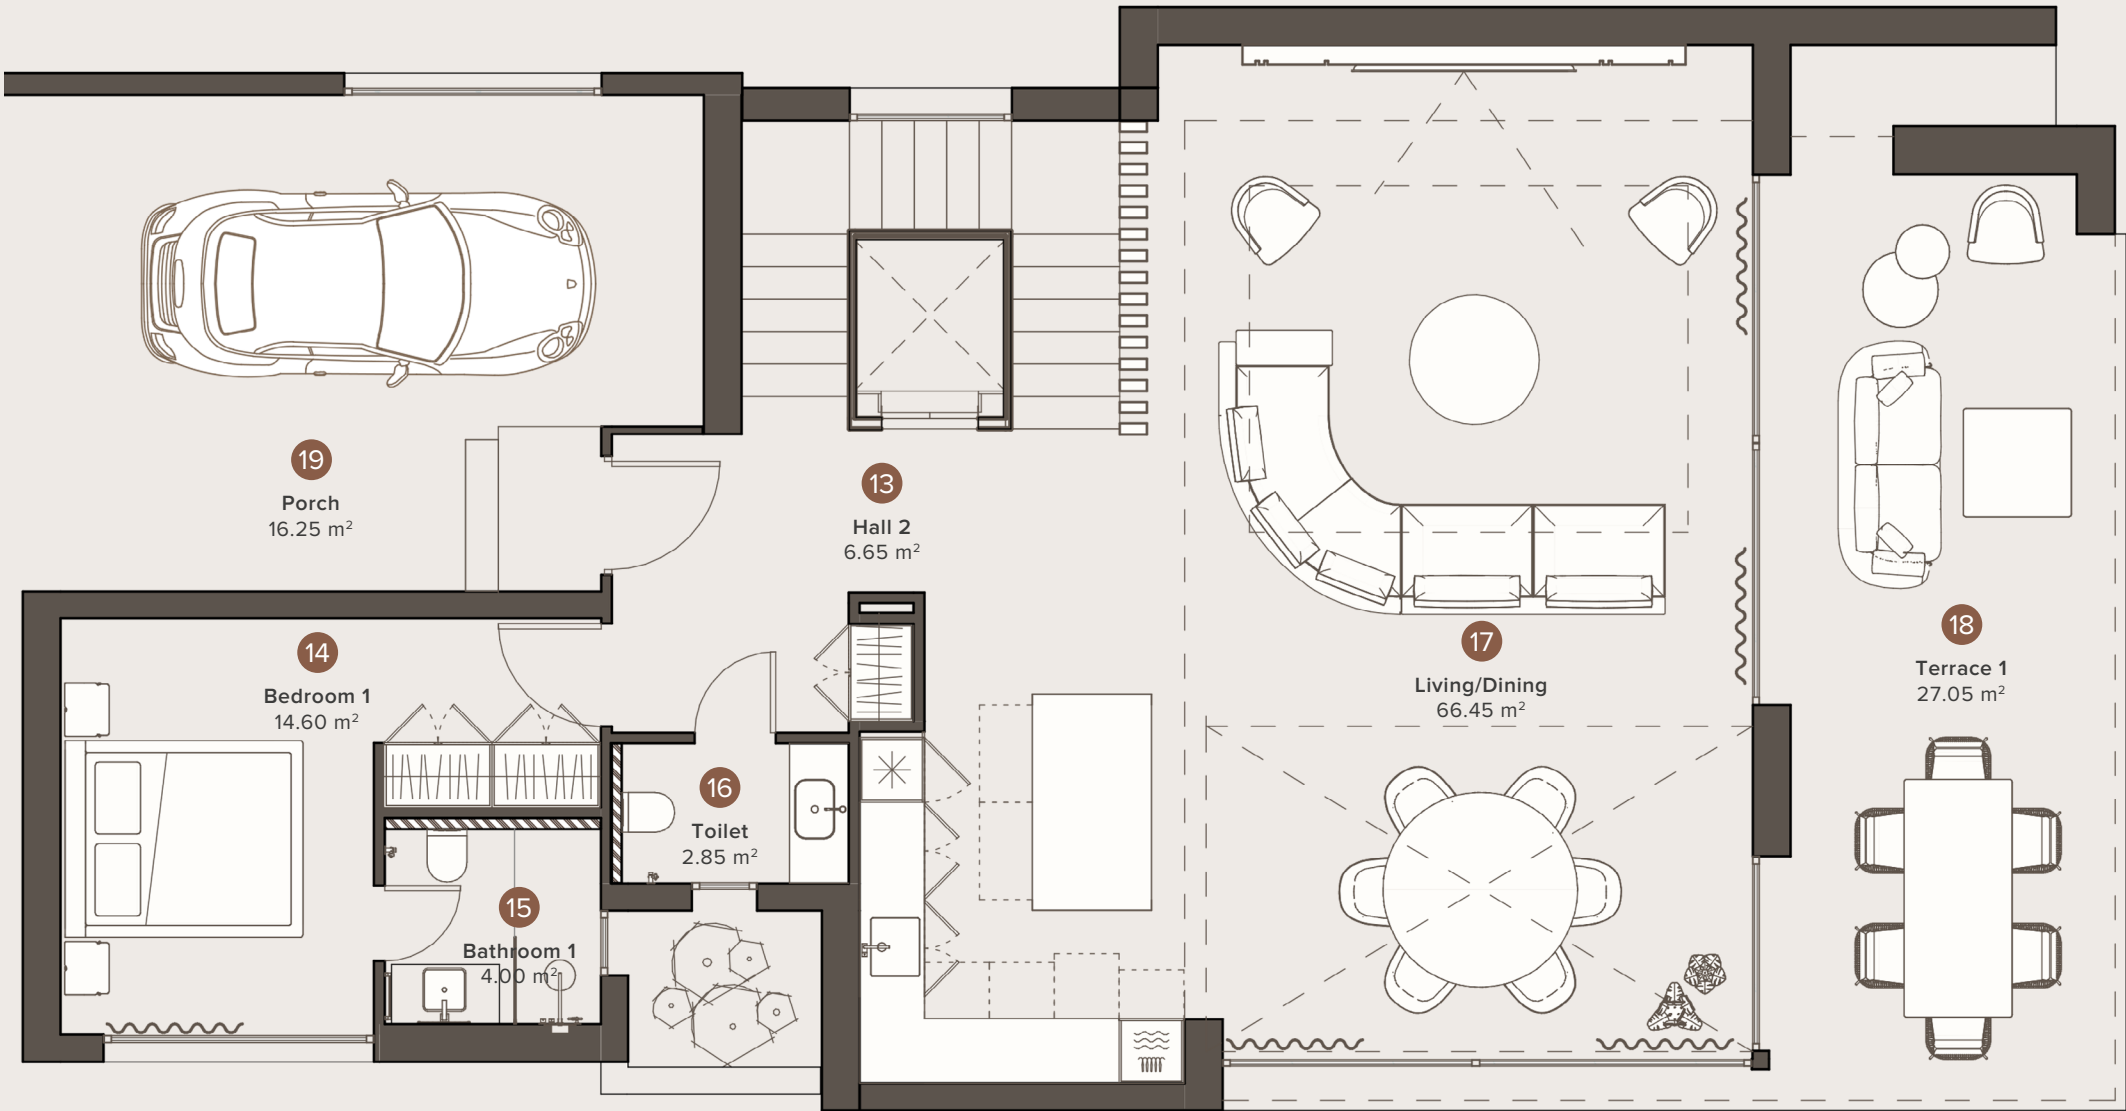 19
Porch
16.25 m²
13
Hall 2
6.65 m²
14
Bedroom 1
14.60 m²
17
Living/Dining
66.45 m²
18
Terrace 1
27.05 m²
16
Toilet
2.85 m²
15
Bathroom 1
4.00 m²